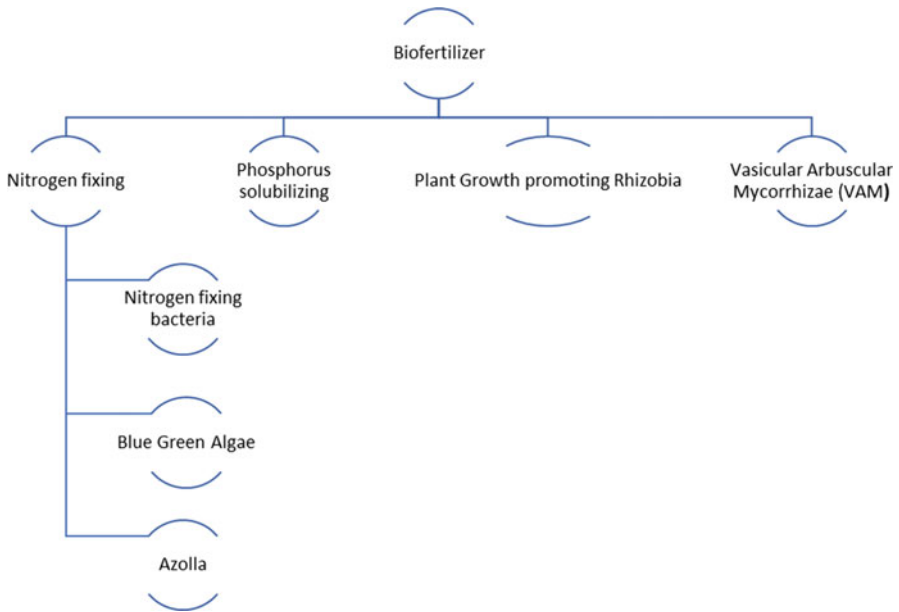 Biofertilizer
Nitrogen fixing
Phosphorus
solubilizing
Plant Growth promoting Rhizobia
Vasicular Arbuscular
Mycorrhizae (VAM)
Nitrogen fixing
bacteria
Blue Green Algae
Azolla